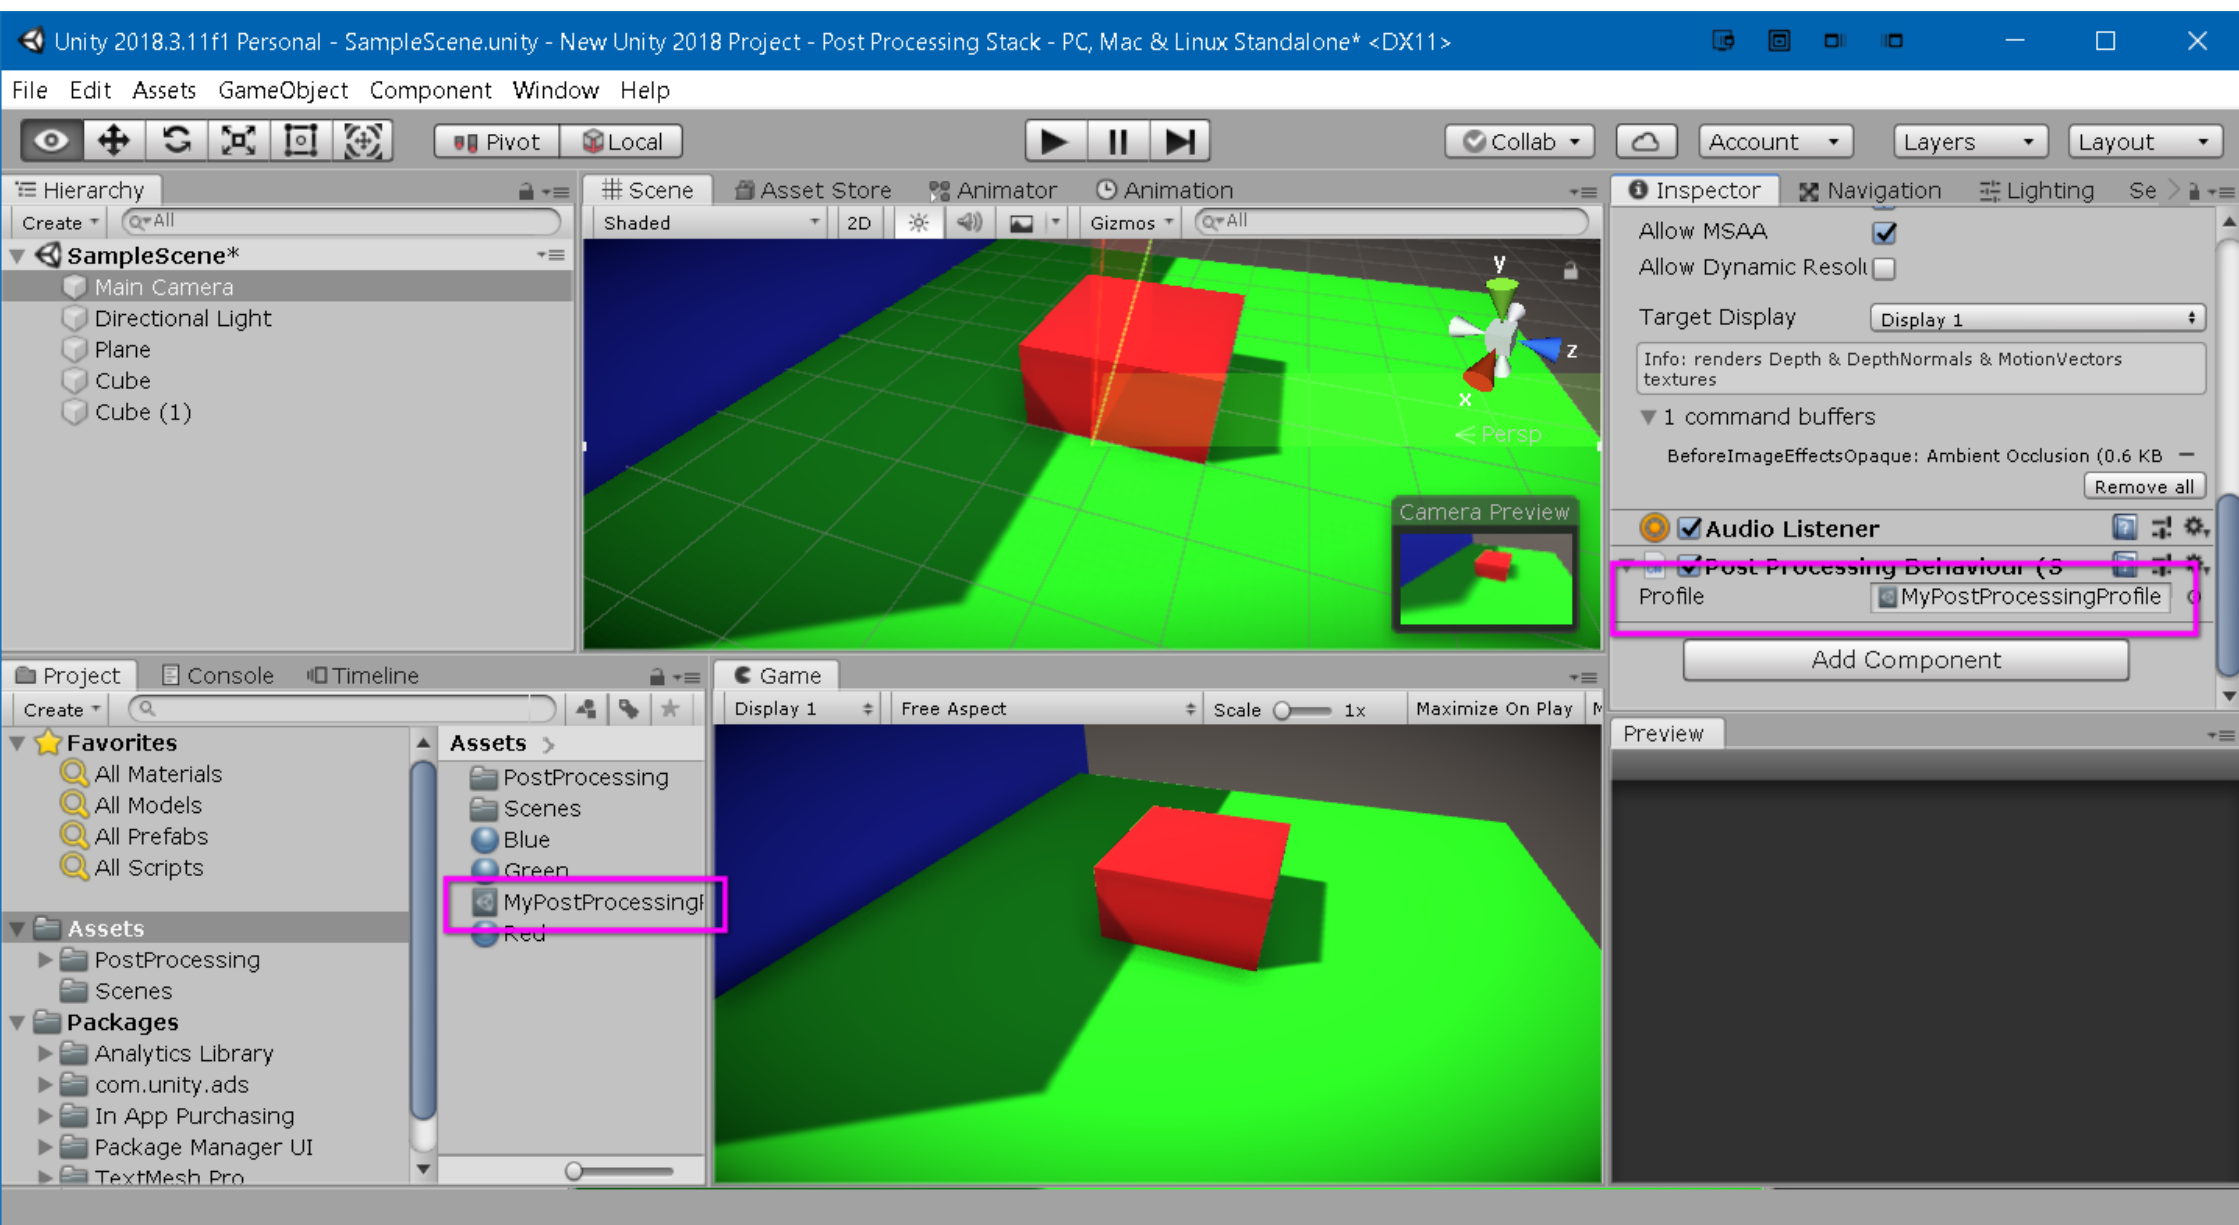 Unity 2018.3.11f1 Personal - SampleScene.unity - New Unity 2018 Project - Post Processing Stack - PC, Mac & Linux Standalone* <DX11>
File Edit Assets GameObject Component Window Help
Pivot Local Collab Account Layers Layout
Hierarchy
Create All
SampleScene*
Main Camera
Directional Light
Plane
Cube
Cube (1)
Scene Asset Store Animator Animation
Shaded 2D Gizmos All
y
z
x
Persp
Camera Preview
Inspector Navigation Lighting Se
Allow MSAA
Allow Dynamic Resolu
Target Display Display 1
Info: renders Depth & DepthNormals & MotionVectors
textures
1 command buffers
BeforeImageEffectsOpaque: Ambient Occlusion (0.6 KB
Remove all
Audio Listener
Post Processing Behaviour (S
Profile MyPostProcessingProfile
Add Component
Preview
Project Console Timeline
Create
Favorites
All Materials
All Models
All Prefabs
All Scripts
Assets
PostProcessing
Scenes
Packages
Analytics Library
com.unity.ads
In App Purchasing
Package Manager UI
TextMesh Pro
Assets
PostProcessing
Scenes
Blue
Green
MyPostProcessing
Red
Game
Display 1 Free Aspect Scale 1x Maximize On Play